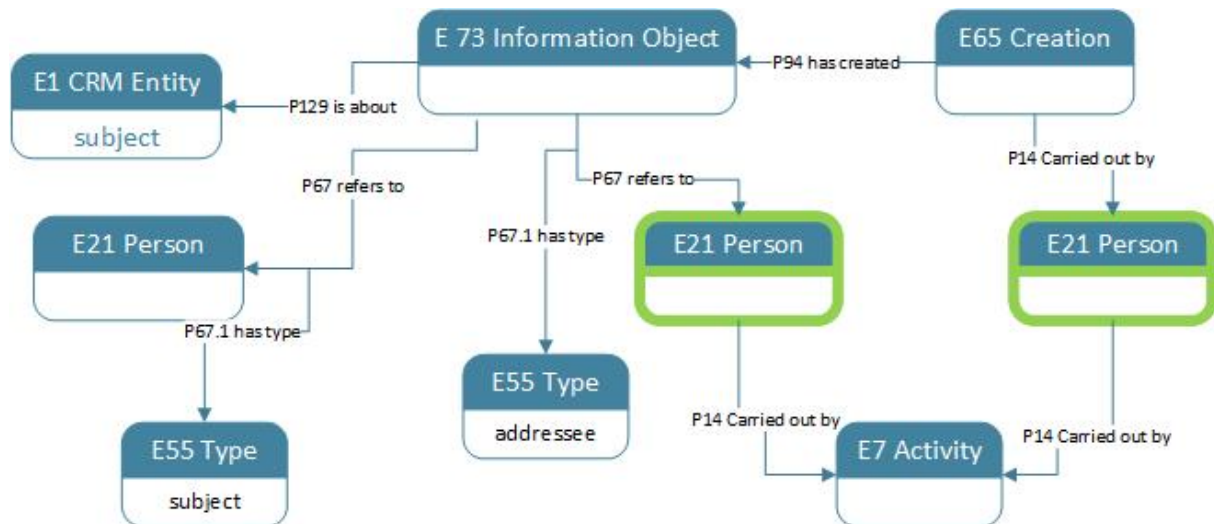 E 73 Information Object
E65 Creation
P94 has created
E1 CRM Entity
subject
P129 is about
P14 Carried out by
P67 refers to
P67 refers to
E21 Person
P67.1 has type
E21 Person
E21 Person
P67.1 has type
E55 Type
addressee
P14 Carried out by
P14 Carried out by
E55 Type
subject
E7 Activity